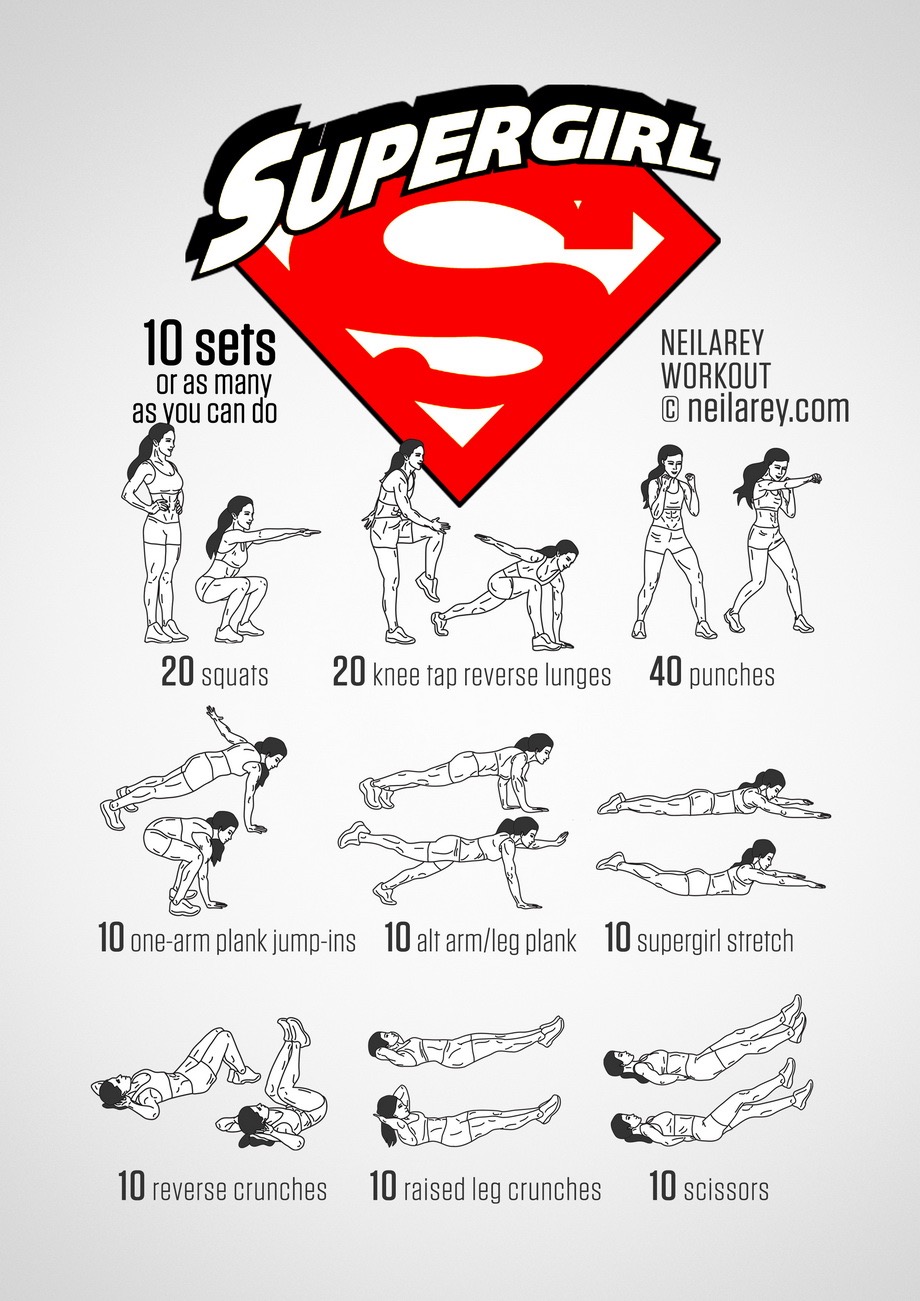 SUPERGIRL
S
10 sets
or as many
as you can do
NEILAREY
WORKOUT
© neilarey.com
20 squats
20 knee tap reverse lunges
40 punches
10 one-arm plank jump-ins
10 alt arm/leg plank
10 supergirl stretch
10 reverse crunches
10 raised leg crunches
10 scissors